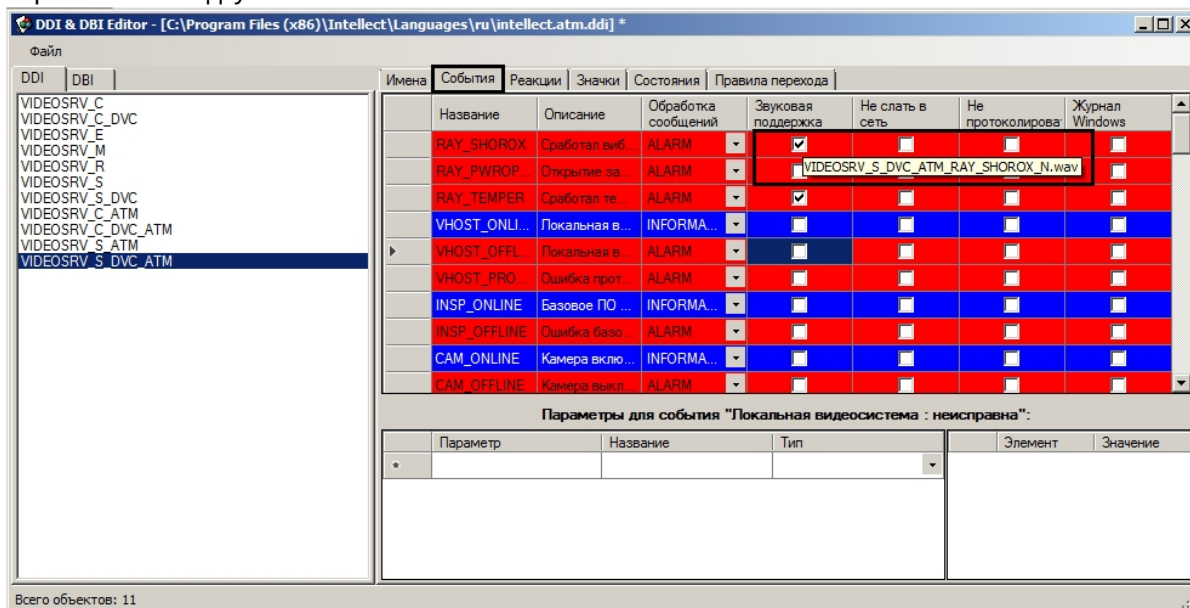 DDI & DBI Editor - [C:\Program Files (x86)\Intellect\Languages\ru\intellect.atm.ddi] *
Файл
DDI DBI
VIDEOSRV_C
VIDEOSRV_C_DVC
VIDEOSRV_E
VIDEOSRV_M
VIDEOSRV_R
VIDEOSRV_S
VIDEOSRV_S_DVC
VIDEOSRV_C_ATM
VIDEOSRV_C_DVC_ATM
VIDEOSRV_S_ATM
VIDEOSRV_S_DVC_ATM
Имена События Реакции Значки Состояния Правила перехода
Название Описание Обработка сообщений Звуковая поддержка Не слать в сеть Не протоколирова Журнал Windows
RAY_SHOROX Сработал виб... ALARM
VIDEOSRV_S_DVC_ATM_RAY_SHOROX_N.wav
RAY_PWROP... Открытие за... ALARM
RAY_TEMPER Сработал те... ALARM
VHOST_ONLI... Локальная в... INFORMA...
VHOST_OFFL... Локальная в... ALARM
VHOST_PRO... Ошибка прот... ALARM
INSP_ONLINE Базовое ПО ... INFORMA...
INSP_OFFLINE Ошибка базо... ALARM
CAM_ONLINE Камера вклю... INFORMA...
CAM_OFFLINE Камера выкл... ALARM
Параметры для события "Локальная видеосистема : неисправна":
Параметр Название Тип Элемент Значение
Всего объектов: 11